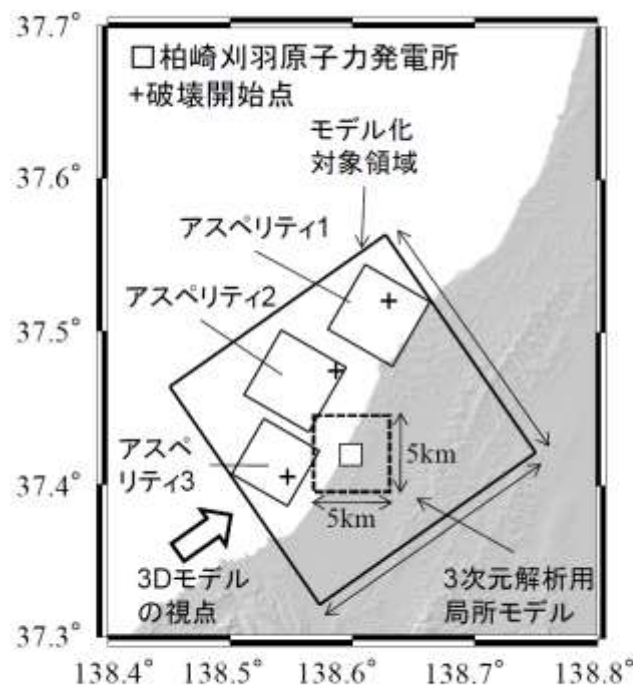 37.7°
□柏崎刈羽原子力発電所
+破壊開始点
モデル化
対象領域
37.6°
アスペリティ1
アスペリティ2
37.5°
アスペ
リティ3
5km
5km
37.4°
3Dモデル
の視点
3次元解析用
局所モデル
37.3°
138.4° 138.5° 138.6° 138.7° 138.8°